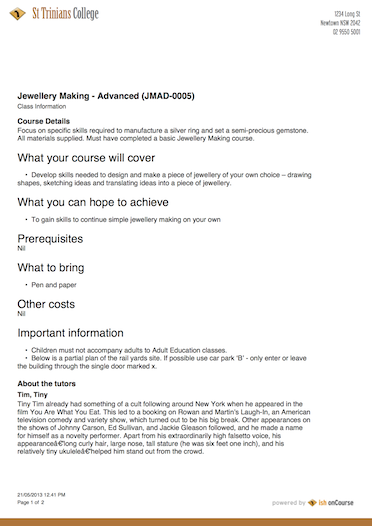 St Trinians College
1234 Long St
Newtown NSW 2042
02 9550 5001
Jewellery Making - Advanced (JMAD-0005)
Class Information
Course Details
Focus on specific skills required to manufacture a silver ring and set a semi-precious gemstone.
All materials supplied. Must have completed a basic Jewellery Making course.
What your course will cover
• Develop skills needed to design and make a piece of jewellery of your own choice – drawing
shapes, sketching ideas and translating ideas into a piece of jewellery.
What you can hope to achieve
• To gain skills to continue simple jewellery making on your own
Prerequisites
Nil
What to bring
• Pen and paper
Other costs
Nil
Important information
• Children must not accompany adults to Adult Education classes.
• Below is a partial plan of the rail yards site. If possible use car park 'B' - only enter or leave
the building through the single door marked x.
About the tutors
Tim, Tiny
Tiny Tim already had something of a cult following around New York when he appeared in the
film You Are What You Eat. This led to a booking on Rowan and Martin's Laugh-In, an American
television comedy and variety show, which turned out to be his big break. Other appearances on
the shows of Johnny Carson, Ed Sullivan, and Jackie Gleason followed, and he made a name
for himself as a novelty performer. Apart from his extraordinarily high falsetto voice, his
appearanceâ€"long curly hair, large nose, tall stature (he was six feet one inch), and his
relatively tiny ukuleleâ€"helped him stand out from the crowd.
21/05/2013 12:41 PM
Page 1 of 2
powered by ish onCourse